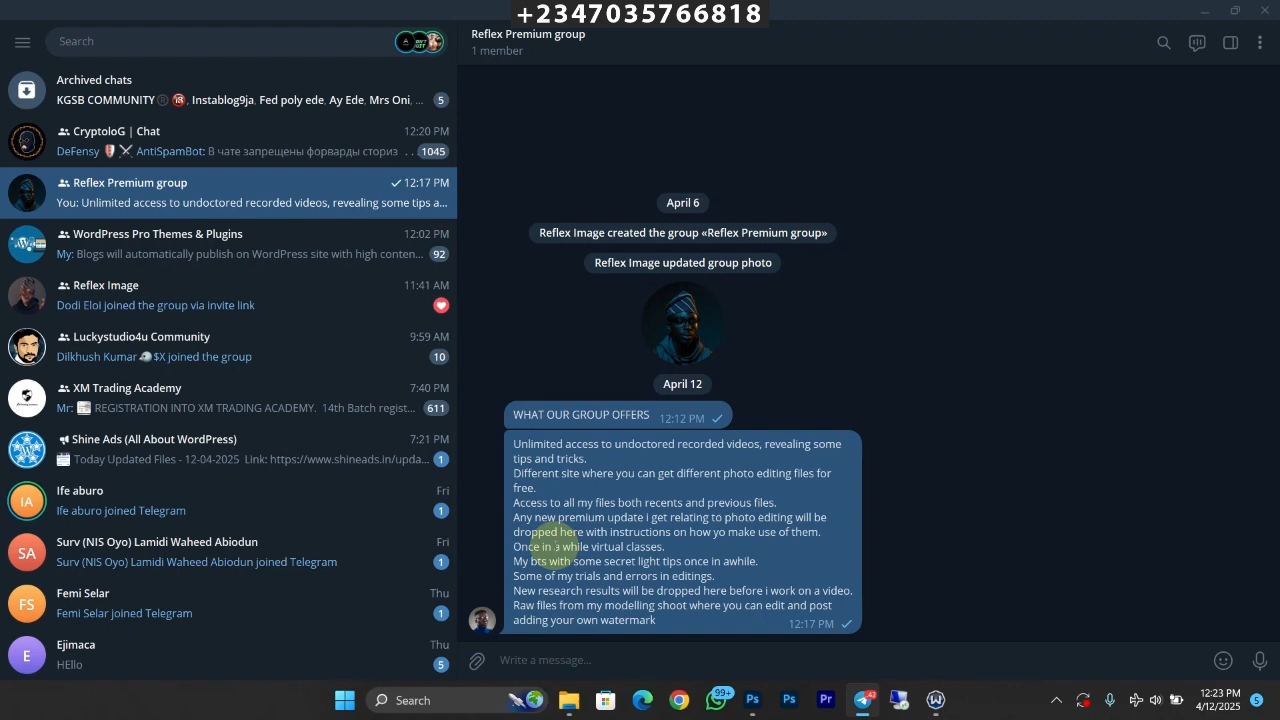 +2347035766818
Search
Archived chats
KGSB COMMUNITY 🔞, Instablog9ja, Fed poly ede, Ay Ede, Mrs Oni, ... 5
CryptoloG | Chat 12:20 PM
DeFensy AntiSpamBot: В чате запрещены форварды сториз ... 1045
Reflex Premium group 12:17 PM
You: Unlimited access to undoctored recorded videos, revealing some tips a...
WordPress Pro Themes & Plugins 12:02 PM
My: Blogs will automatically publish on WordPress site with high conten... 92
Reflex Image 11:41 AM
Dodi Eloi joined the group via invite link
Luckystudio4u Community 9:59 AM
Dilkhush Kumar $X joined the group 10
XM Trading Academy 7:40 PM
Mr: REGISTRATION INTO XM TRADING ACADEMY. 14th Batch regist... 611
Shine Ads (All About WordPress) 7:21 PM
Today Updated Files - 12-04-2025 Link: https://www.shineads.in/upda... 1
IA
Ife aburo Fri
Ife aburo joined Telegram 1
SA
Surv (NIS Oyo) Lamidi Waheed Abiodun Fri
Surv (NIS Oyo) Lamidi Waheed Abiodun joined Telegram 1
FS
Femi Selar Thu
Femi Selar joined Telegram 1
E
Ejimaca Thu
HEllo 5
Reflex Premium group
1 member
April 6
Reflex Image created the group «Reflex Premium group»
Reflex Image updated group photo
April 12
WHAT OUR GROUP OFFERS 12:12 PM
Unlimited access to undoctored recorded videos, revealing some
tips and tricks.
Different site where you can get different photo editing files for
free.
Access to all my files both recents and previous files.
Any new premium update i get relating to photo editing will be
dropped here with instructions on how yo make use of them.
Once in a while virtual classes.
My bts with some secret light tips once in awhile.
Some of my trials and errors in editings.
New research results will be dropped here before i work on a video.
Raw files from my modelling shoot where you can edit and post
adding your own watermark 12:17 PM
Write a message...
Search
99+
Ps
Ps
Pr
43
12:23 PM
4/12/2025
5